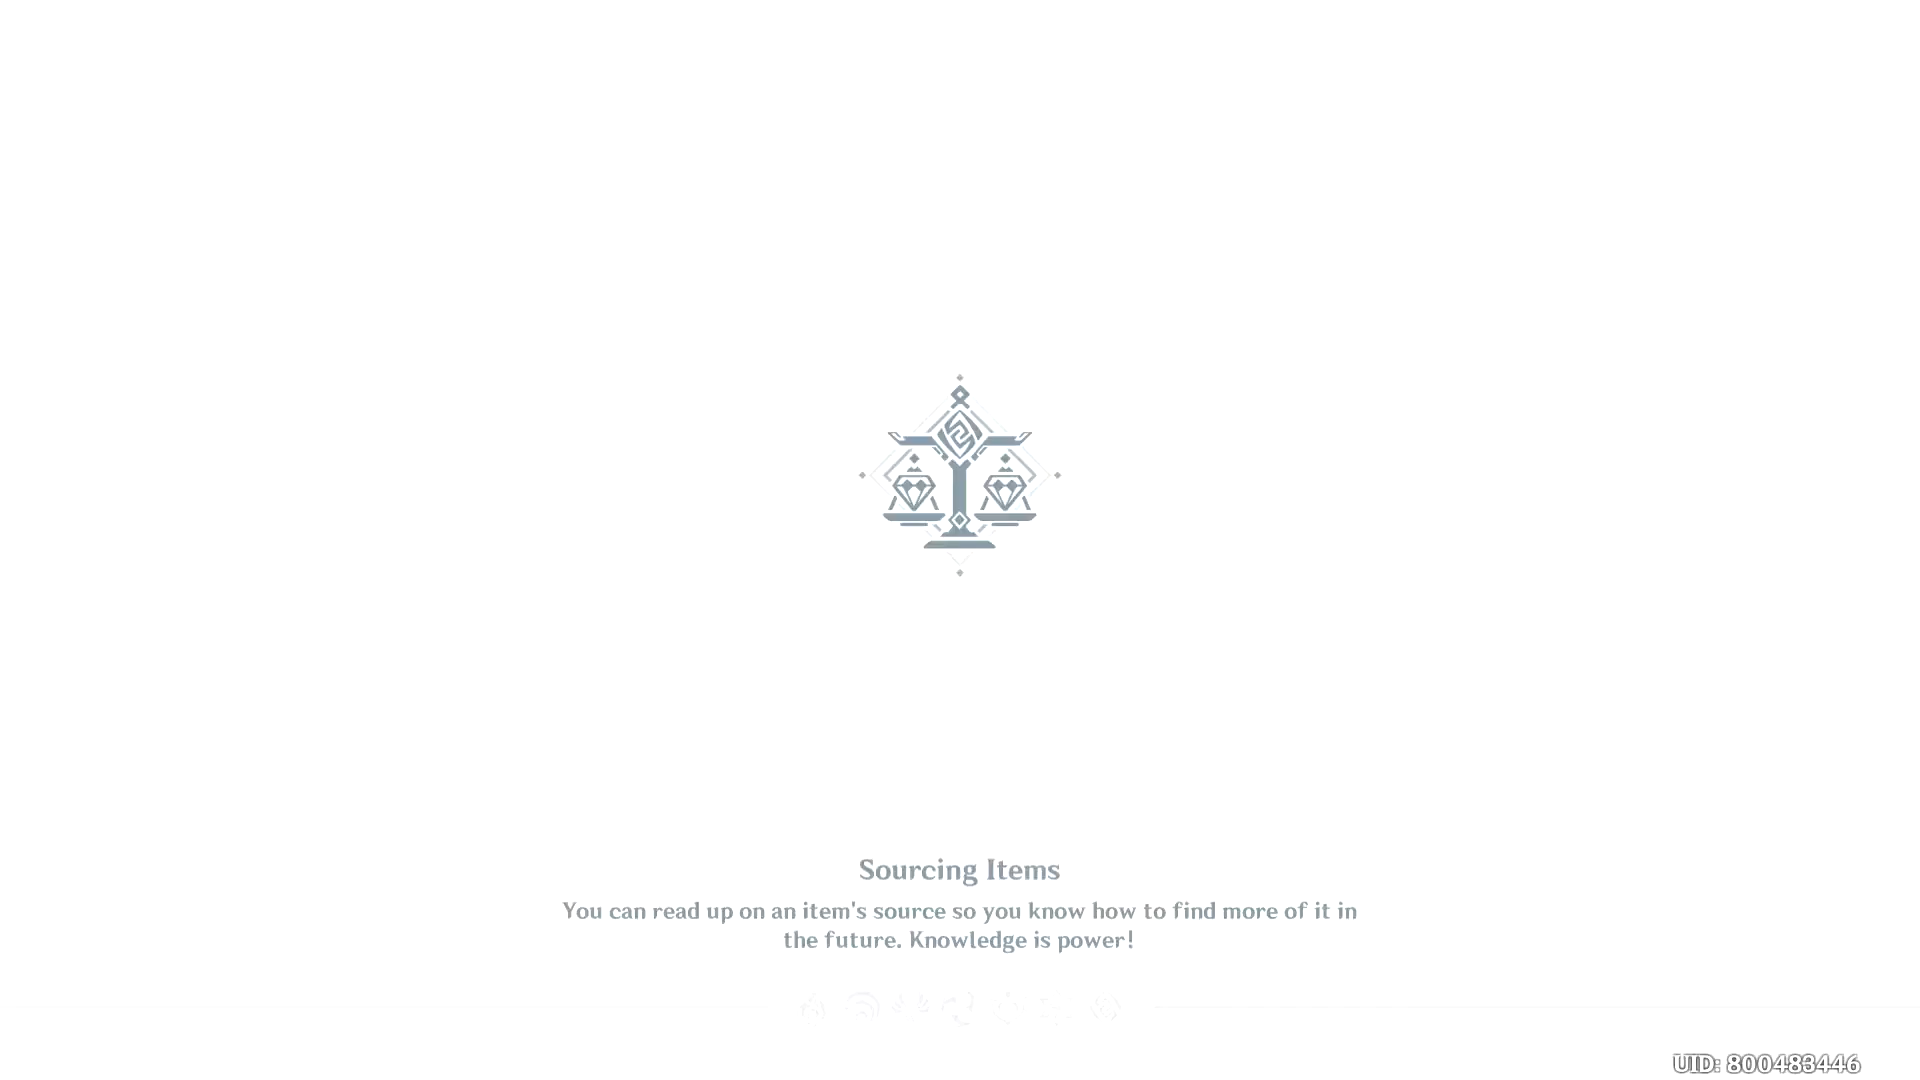 Sourcing Items
You can read up on an item's source so you know how to find more of it in
the future. Knowledge is power!
UID: 800483446